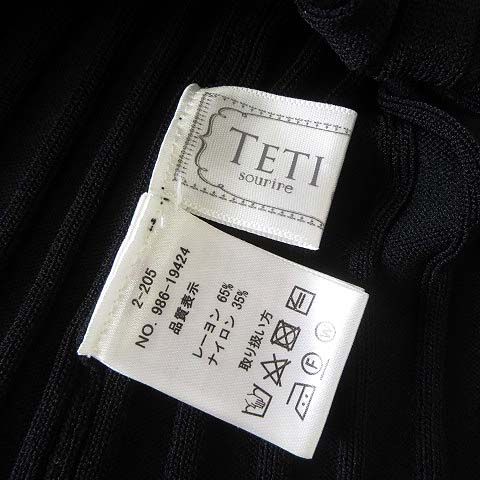 TETI
sourire
2-205
NO. 986-19424
品質表示
レーヨン 65%
ナイロン 35%
取り扱い方
F
W